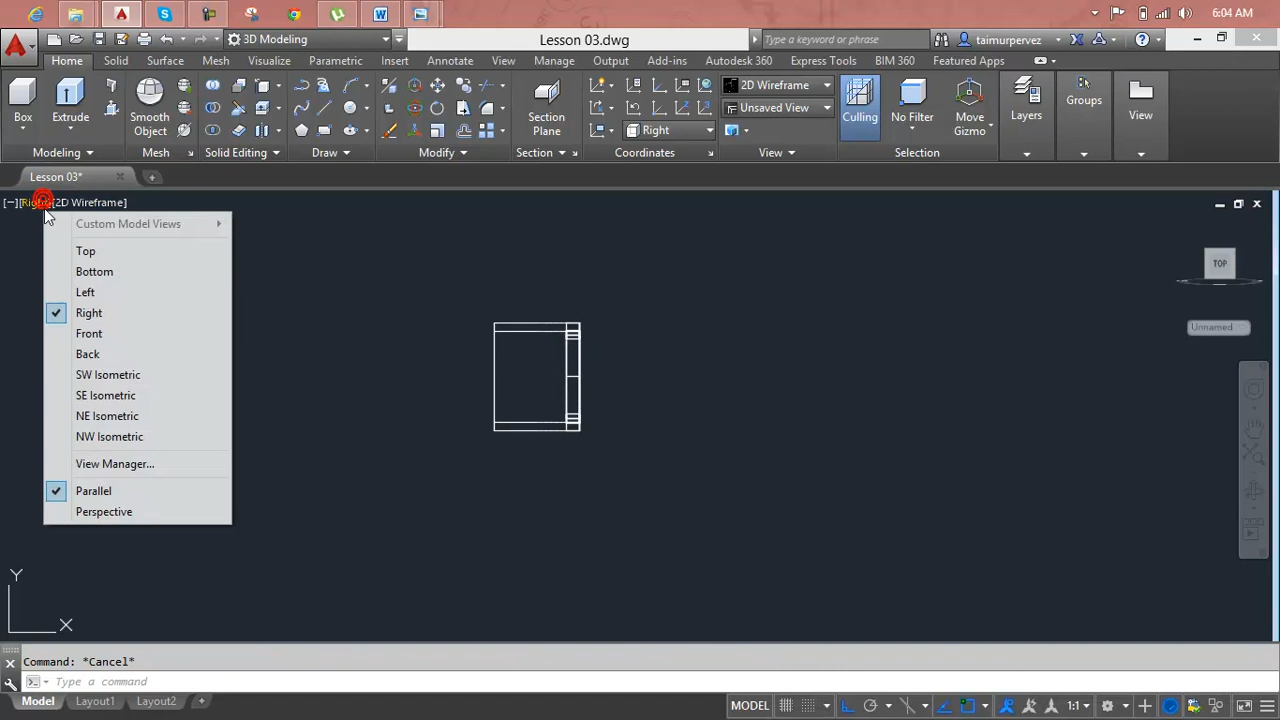 6:04 AM
3D Modeling
Lesson 03.dwg
Type a keyword or phrase
taimurpervez
Home Solid Surface Mesh Visualize Parametric Insert Annotate View Manage Output Add-ins Autodesk 360 Express Tools BIM 360 Featured Apps
2D Wireframe
Unsaved View
Box Extrude Smooth Object Section Plane Right Culling No Filter Move Gizmo Layers Groups View
Modeling Mesh Solid Editing Draw Modify Section Coordinates View Selection
Lesson 03*
[−][Right][2D Wireframe]
Custom Model Views
Top
Bottom
Left
Right
Front
Back
SW Isometric
SE Isometric
NE Isometric
NW Isometric
View Manager...
Parallel
Perspective
TOP
Unnamed
Y
X
Command: *Cancel*
Type a command
Model Layout1 Layout2 +
MODEL 1:1